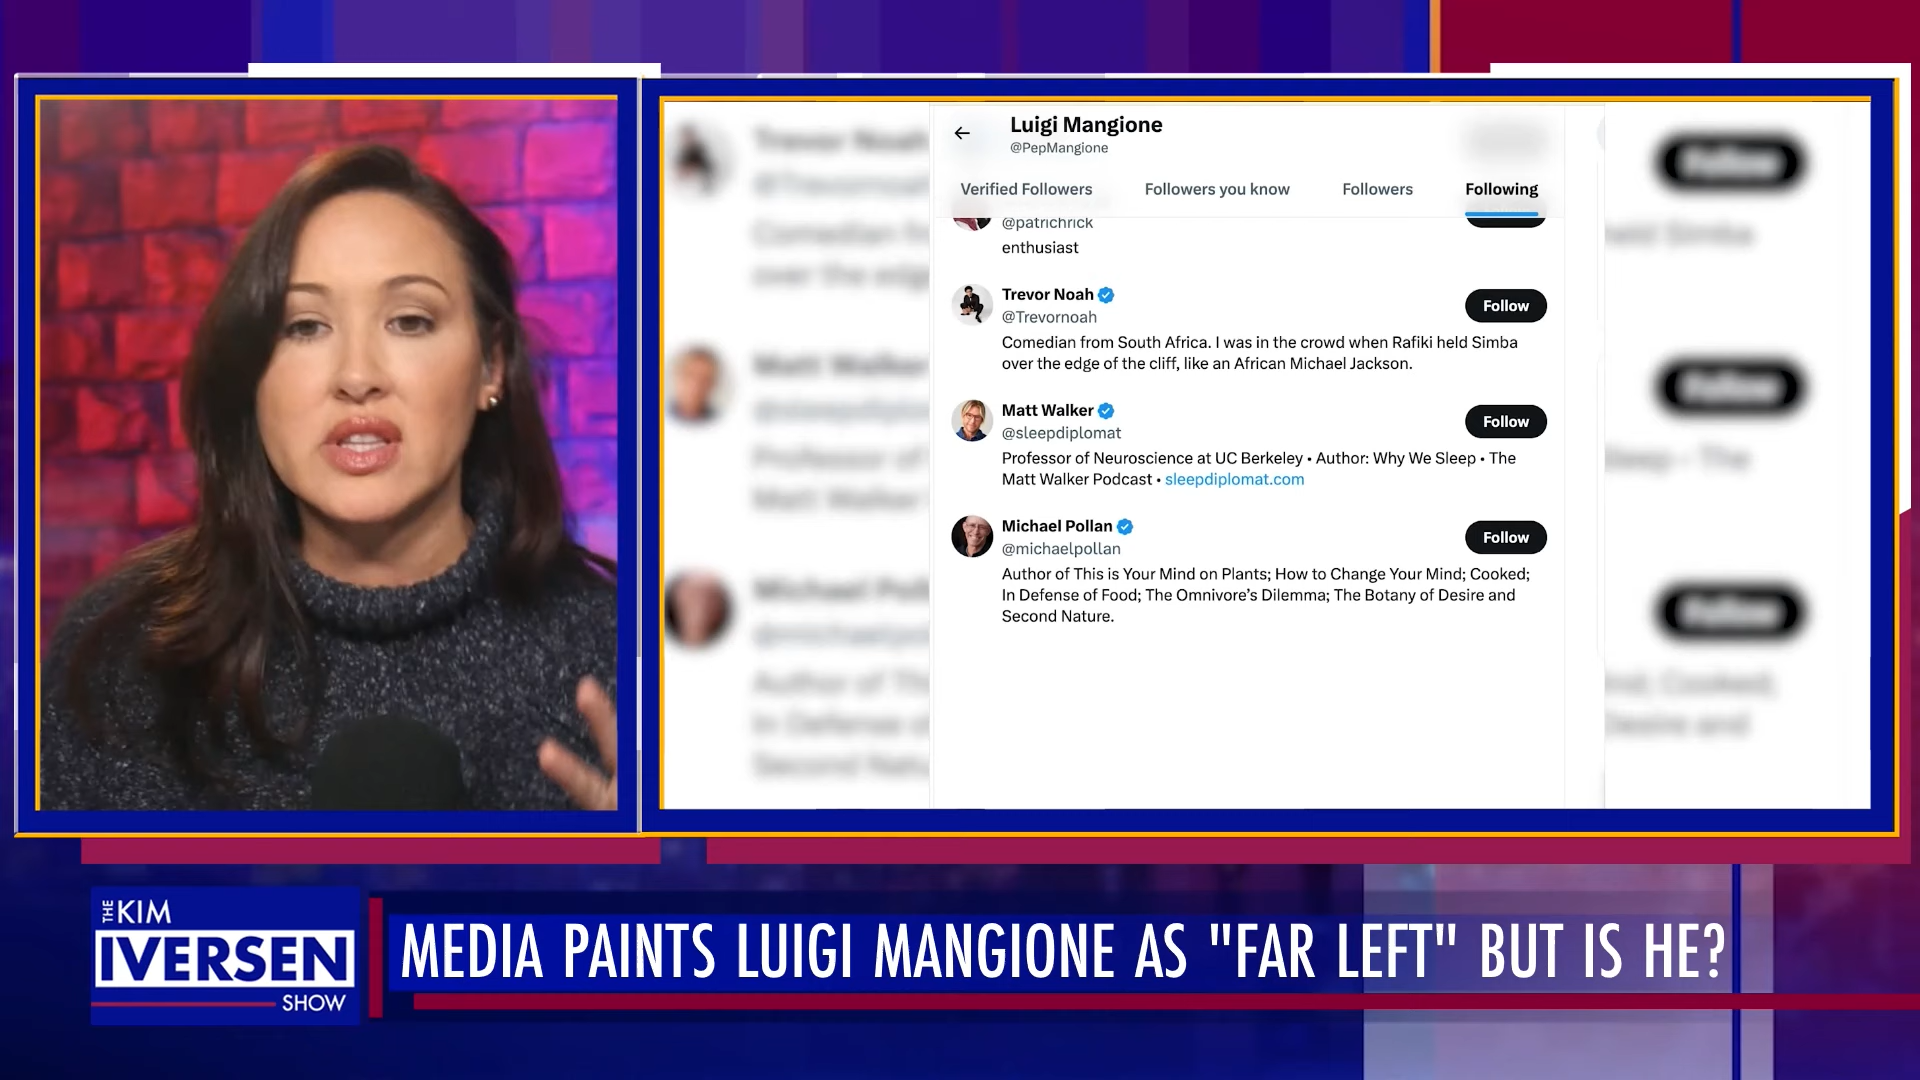 Luigi Mangione
@PepMangione
Verified Followers
Followers you know
Followers
Following
@patrichrick
enthusiast
Trevor Noah
@Trevornoah
Follow
Comedian from South Africa. I was in the crowd when Rafiki held Simba
over the edge of the cliff, like an African Michael Jackson.
Matt Walker
@sleepdiplomat
Follow
Professor of Neuroscience at UC Berkeley • Author: Why We Sleep • The
Matt Walker Podcast • sleepdiplomat.com
Michael Pollan
@michaelpollan
Follow
Author of This is Your Mind on Plants; How to Change Your Mind; Cooked;
In Defense of Food; The Omnivore's Dilemma; The Botany of Desire and
Second Nature.
THE KIM
IVERSEN
SHOW
MEDIA PAINTS LUIGI MANGIONE AS "FAR LEFT" BUT IS HE?